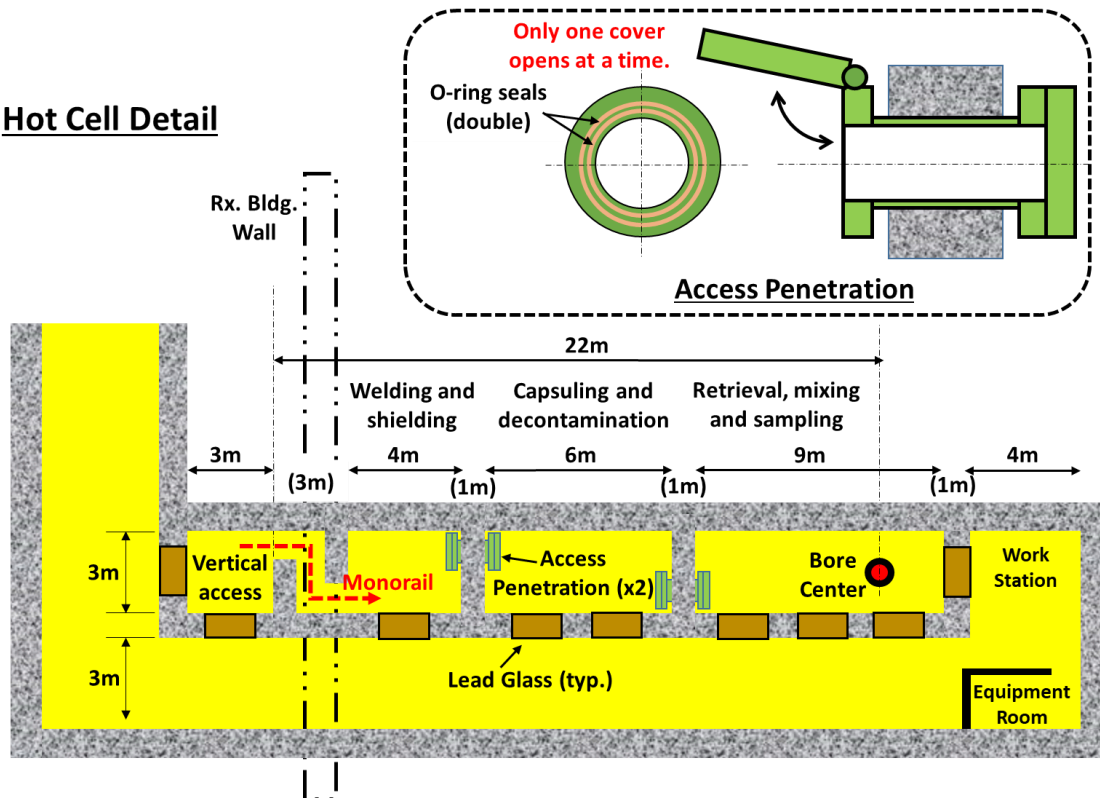 Hot Cell Detail
Only one cover
opens at a time.
O-ring seals
(double)
Access Penetration
Rx. Bldg.
Wall
22m
Welding and
shielding
Capsuling and
decontamination
Retrieval, mixing
and sampling
3m
(3m)
4m
(1m)
6m
(1m)
9m
(1m)
4m
3m
Vertical
access
Monorail
Access
Penetration (x2)
Bore
Center
Work
Station
3m
Lead Glass (typ.)
Equipment
Room